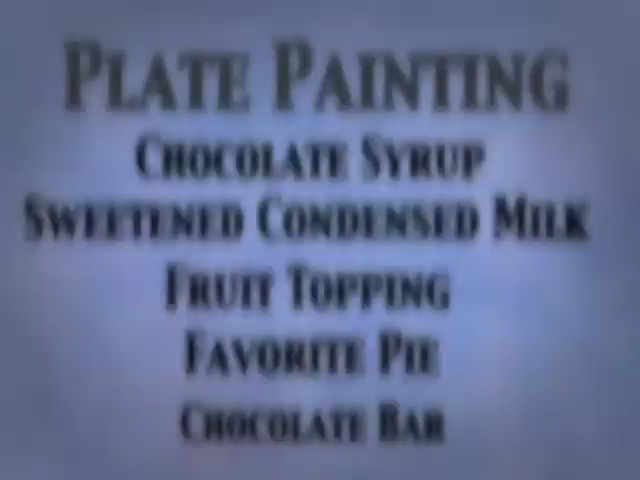 Plate Painting
Chocolate Syrup
Sweetened Condensed Milk
Fruit Topping
Favorite Pie
Chocolate Bar